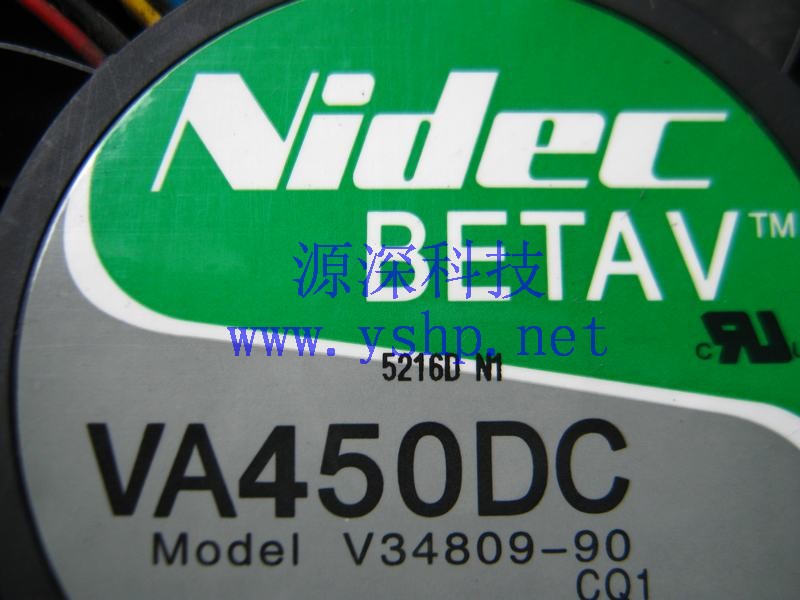 Nidec
BETAV™
源深科技
www.yshp.net
5216D N1
VA450DC
Model V34809-90
CQ1